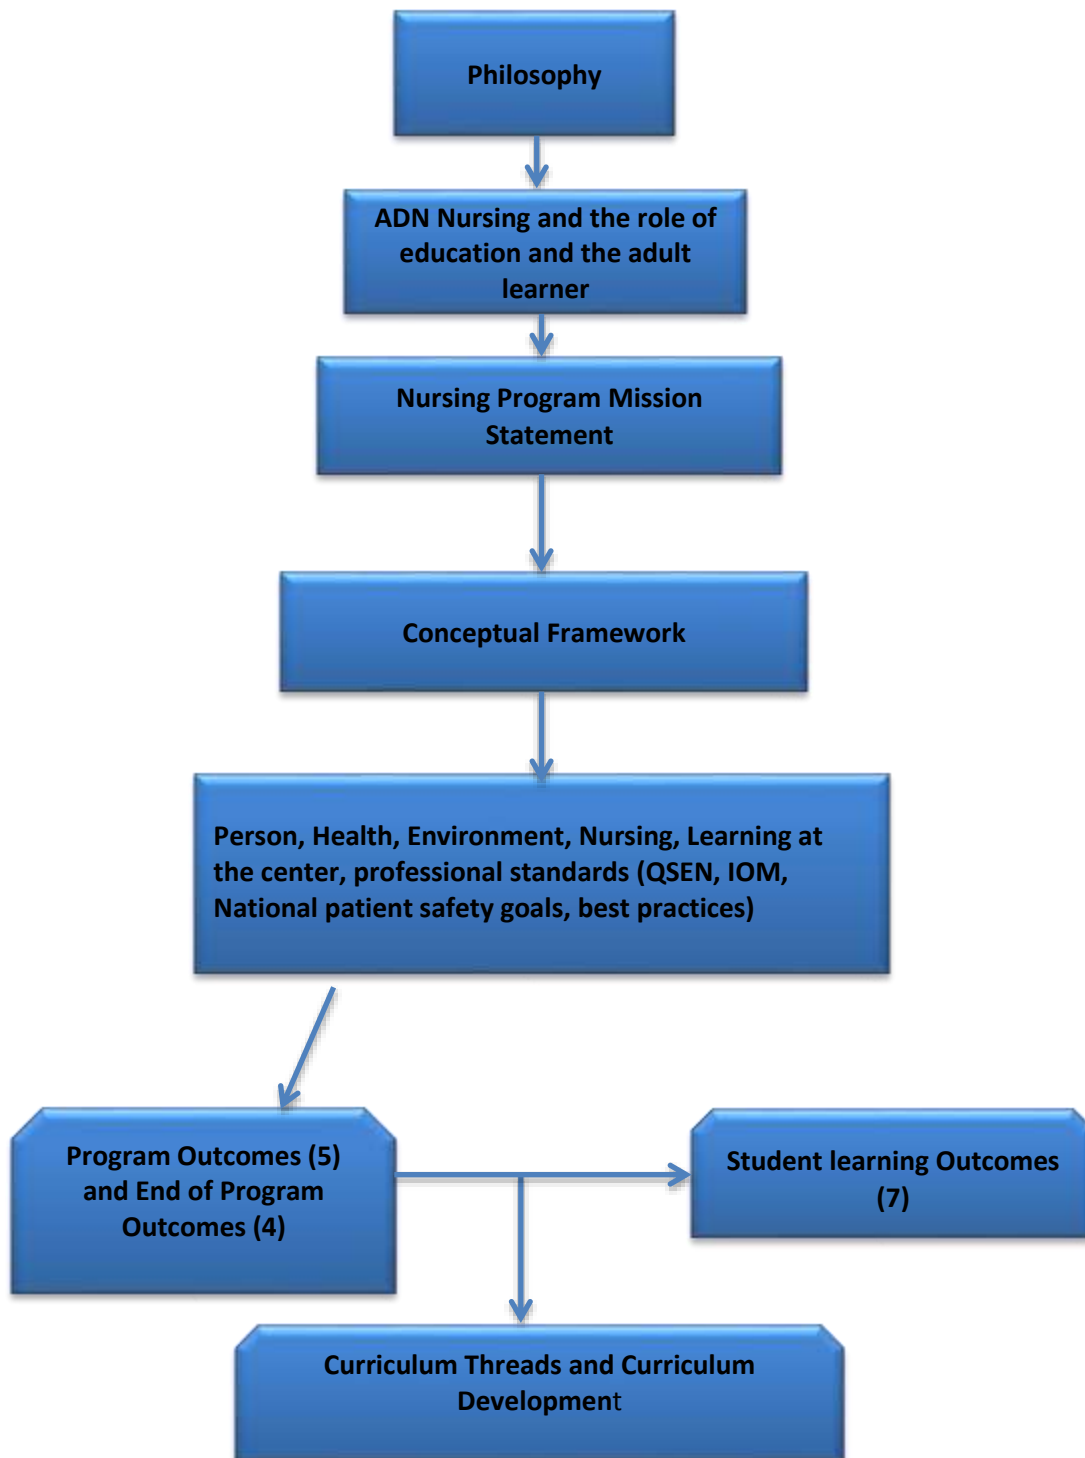 Philosophy
ADN Nursing and the role of
education and the adult
learner
Nursing Program Mission
Statement
Conceptual Framework
Person, Health, Environment, Nursing, Learning at
the center, professional standards (QSEN, IOM,
National patient safety goals, best practices)
Program Outcomes (5)
and End of Program
Outcomes (4)
Student learning Outcomes
(7)
Curriculum Threads and Curriculum
Development